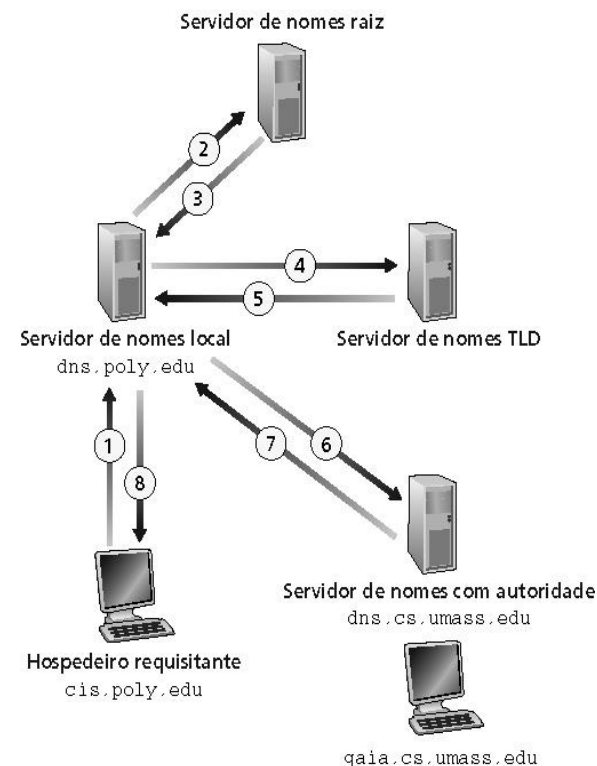 Servidor de nomes raiz
2
3
4
5
Servidor de nomes local
dns.poly.edu
Servidor de nomes TLD
1
8
7
6
Servidor de nomes com autoridade
dns.cs.umass.edu
Hospedeiro requisitante
cis.poly.edu
gaia.cs.umass.edu